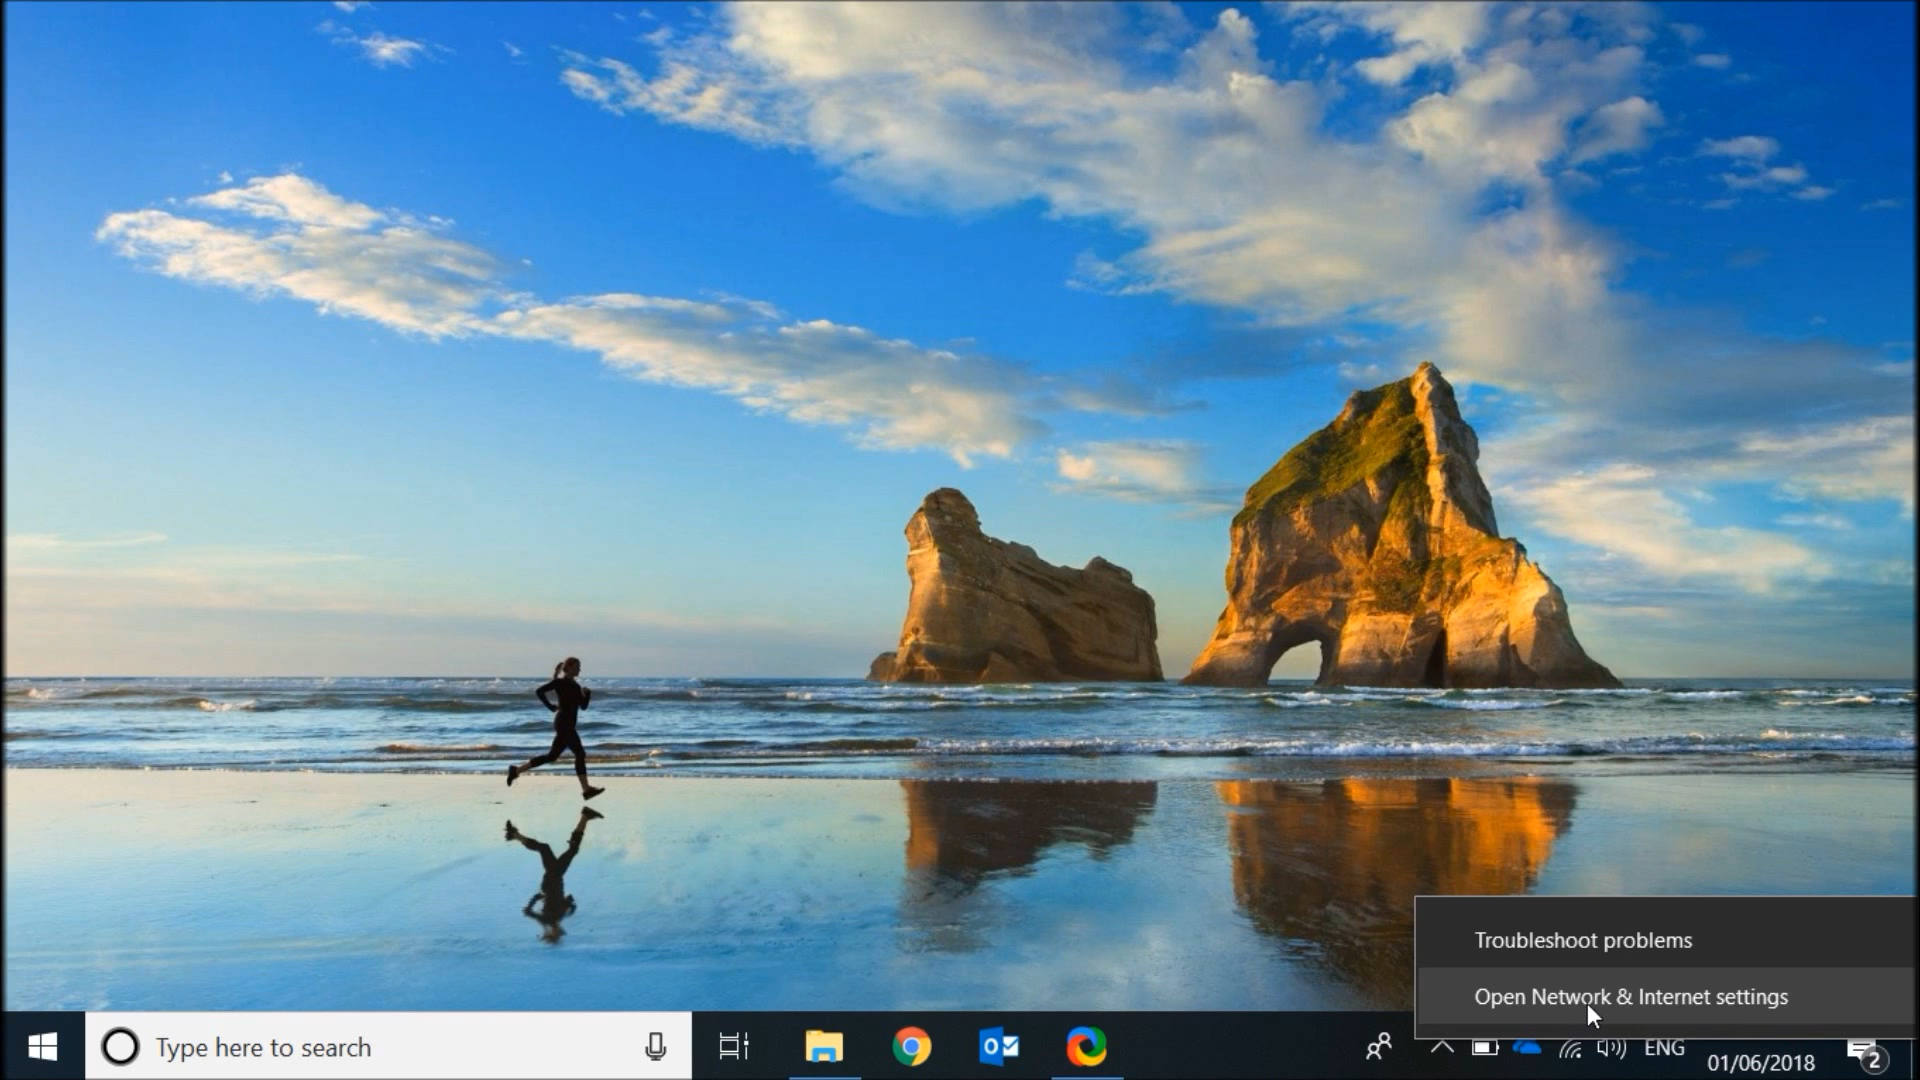 Troubleshoot problems
Open Network & Internet settings
Type here to search
ENG
01/06/2018
2